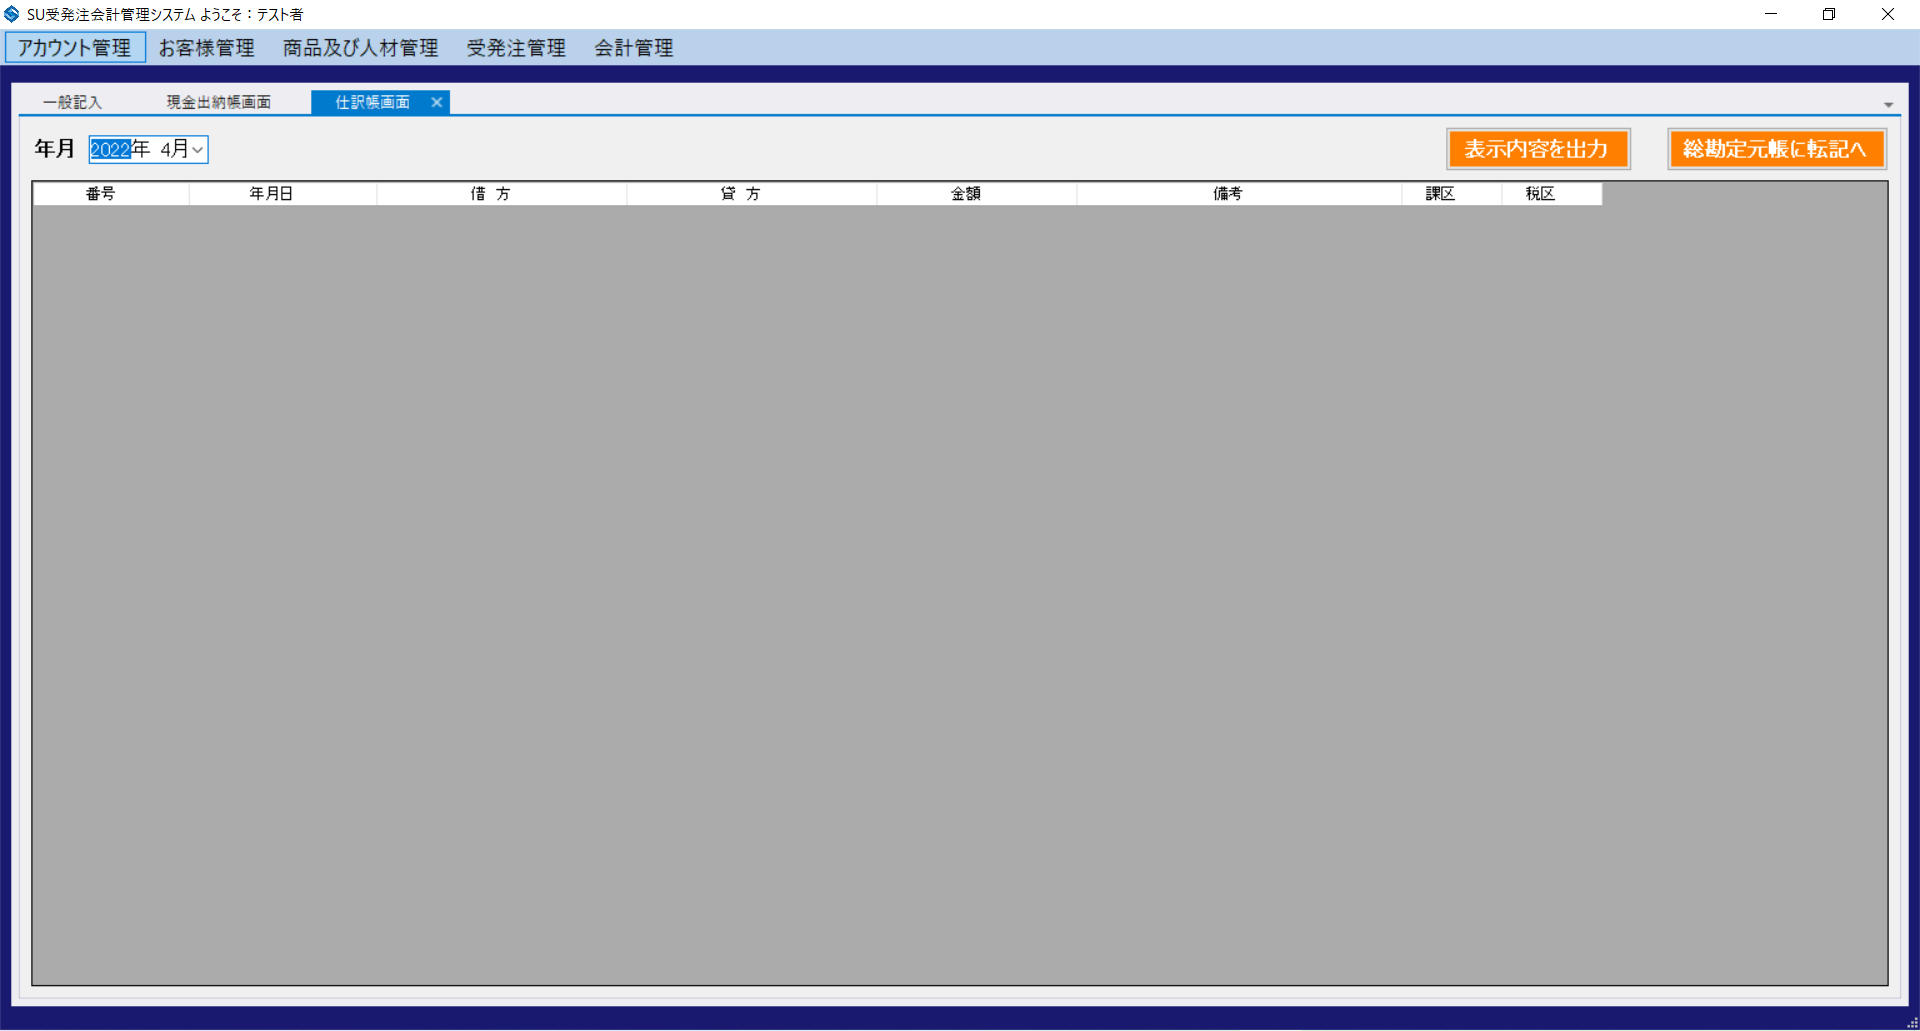 SU受発注会計管理システム ようこそ：テスト者
アカウント管理 お客様管理 商品及び人材管理 受発注管理 会計管理
一般記入 現金出納帳画面 仕訳帳画面
年月 2022年 4月 表示内容を出力 総勘定元帳に転記へ
番号 年月日 借 方 貸 方 金額 備考 課区 税区